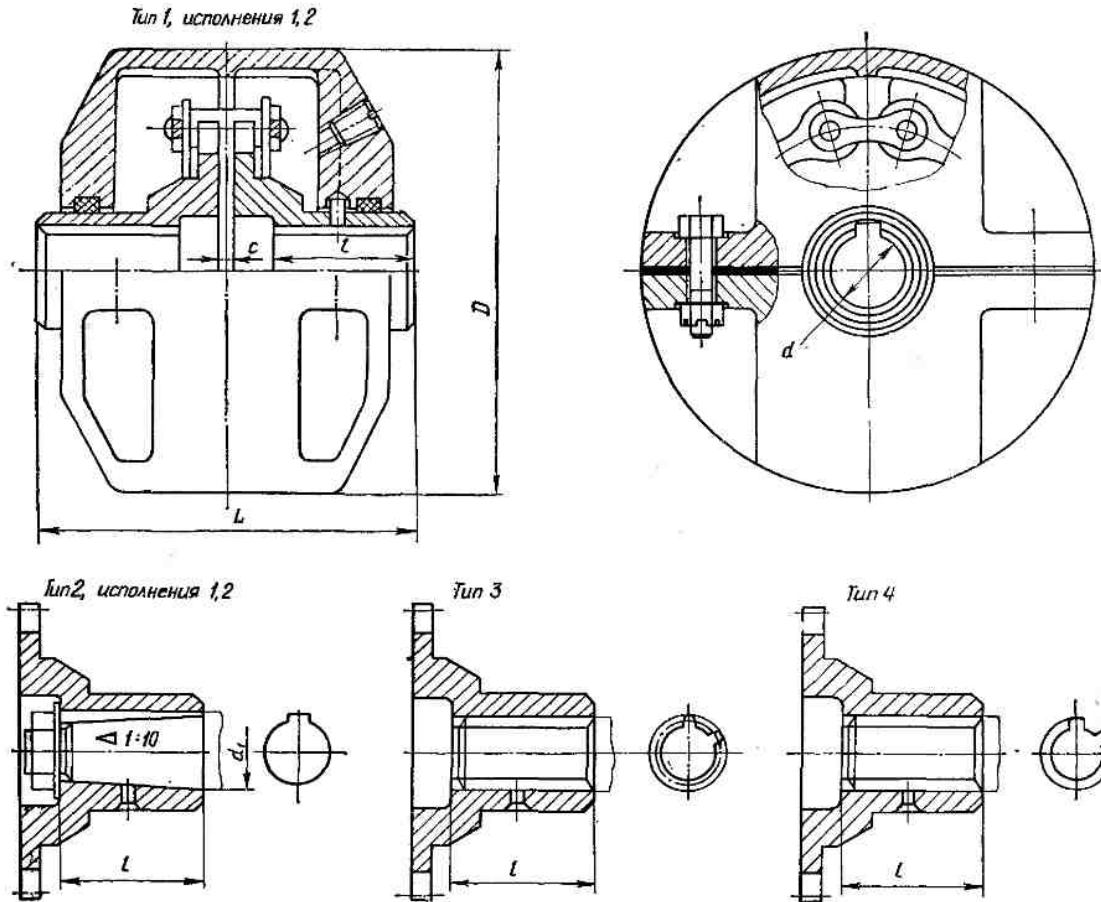 Тип 1, исполнения 1,2
c
l
D
d
L
Тип 2, исполнения 1,2
Тип 3
Тип 4
1:10
d₁
l
l
l